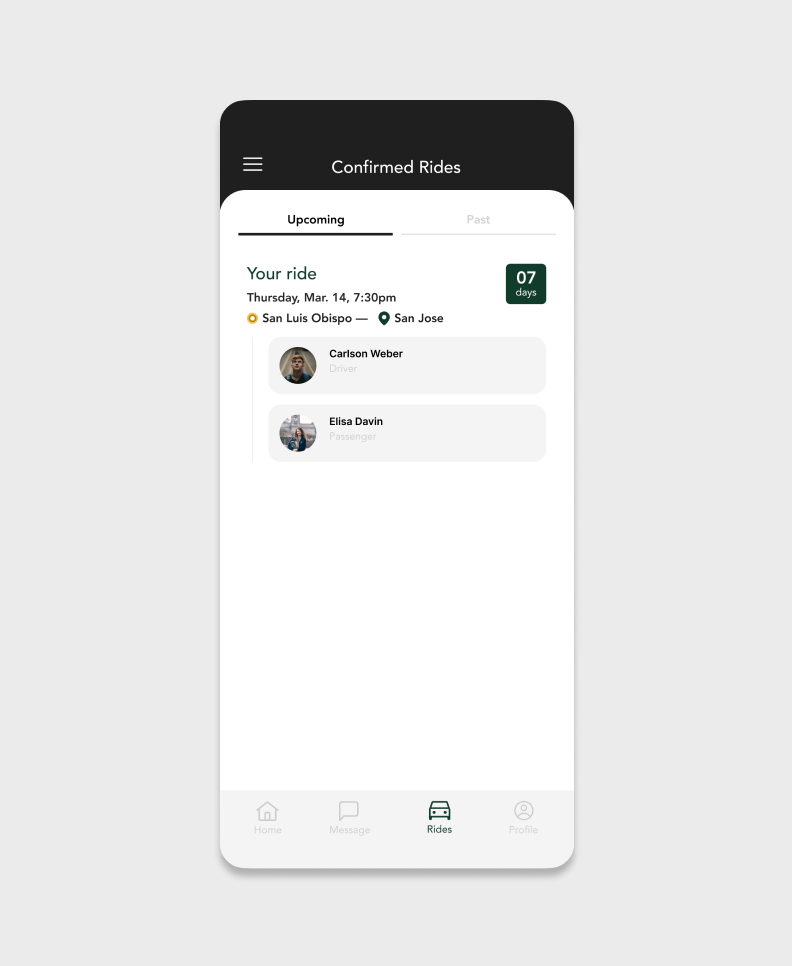 Confirmed Rides
Upcoming
Past
Your ride
07
days
Thursday, Mar. 14, 7:30pm
San Luis Obispo — San Jose
Carlson Weber
Driver
Elisa Davin
Passenger
Home
Message
Rides
Profile